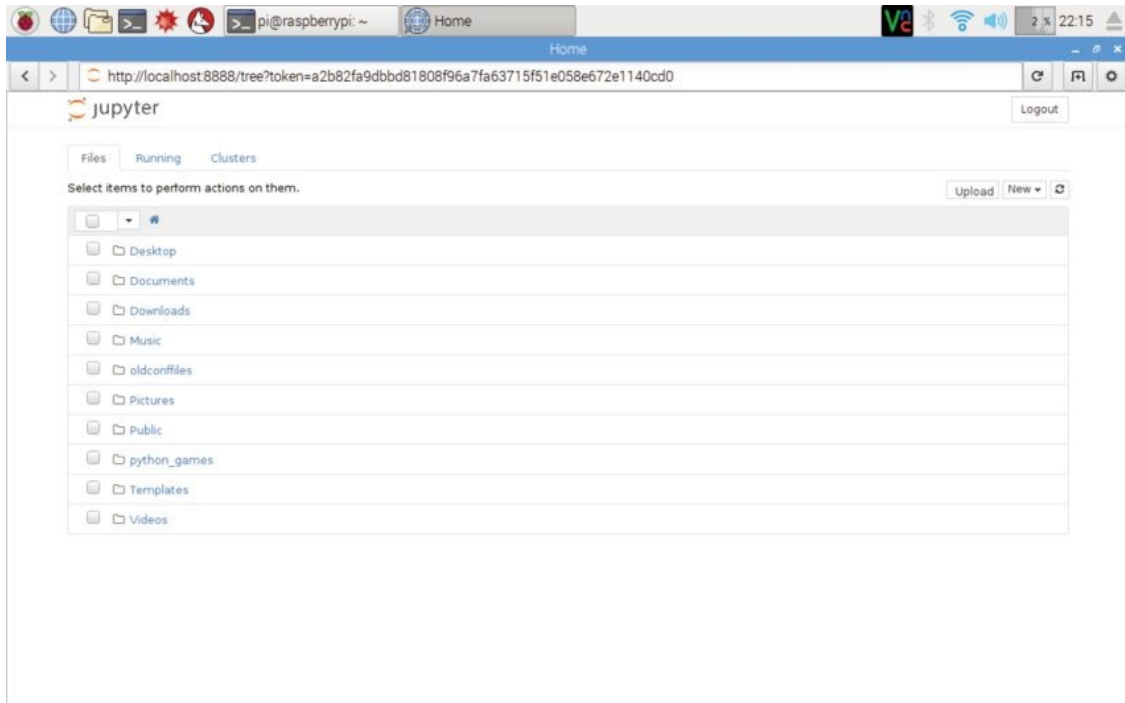 pi@raspberrypi: ~ Home 2 % 22:15
Home
http://localhost:8888/tree?token=a2b82fa9dbbd81808f96a7fa63715f51e058e672e1140cd0
jupyter Logout
Files Running Clusters
Select items to perform actions on them. Upload New
Desktop
Documents
Downloads
Music
oldconffiles
Pictures
Public
python_games
Templates
Videos